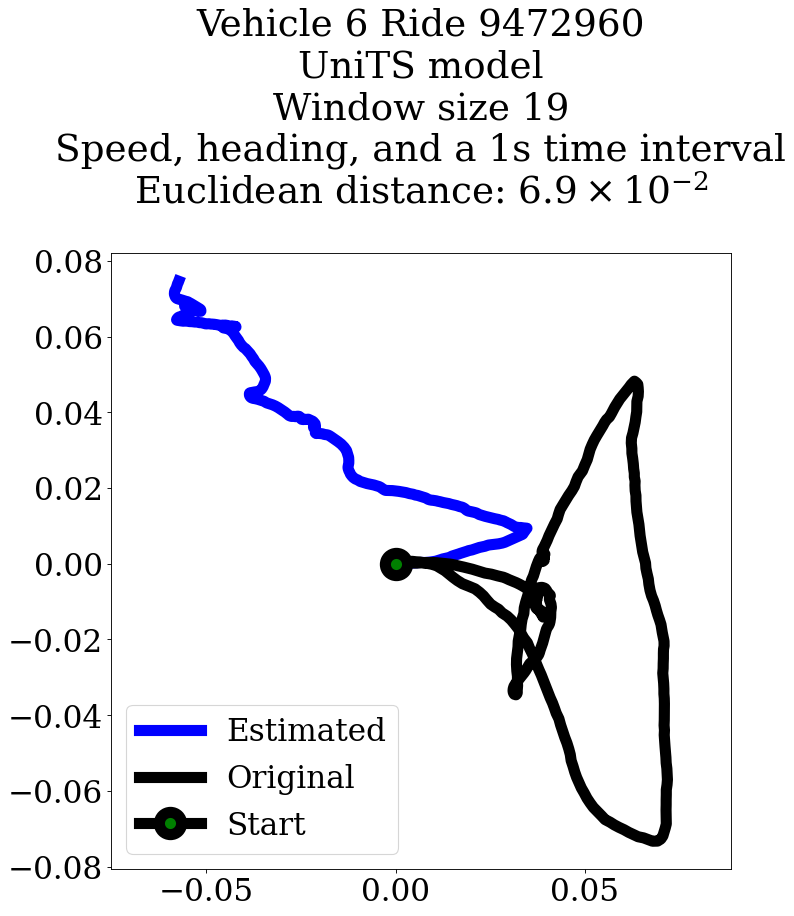 Vehicle 6 Ride 9472960
UniTS model
Window size 19
Speed, heading, and a 1s time interval
Euclidean distance: 6.9 × 10⁻²
0.08
0.06
0.04
0.02
0.00
−0.02
−0.04
−0.06
−0.08
Estimated
Original
Start
−0.05
0.00
0.05